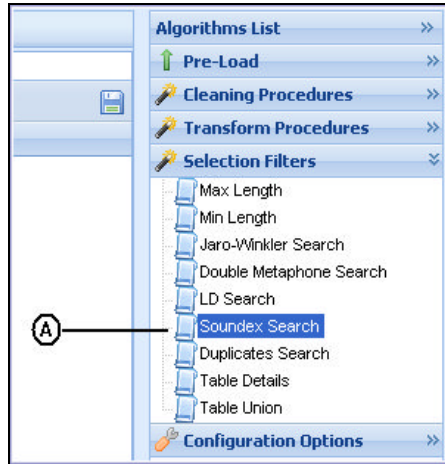 Algorithms List
Pre-Load
Cleaning Procedures
Transform Procedures
Selection Filters
Max Length
Min Length
Jaro-Winkler Search
Double Metaphone Search
LD Search
A
Soundex Search
Duplicates Search
Table Details
Table Union
Configuration Options